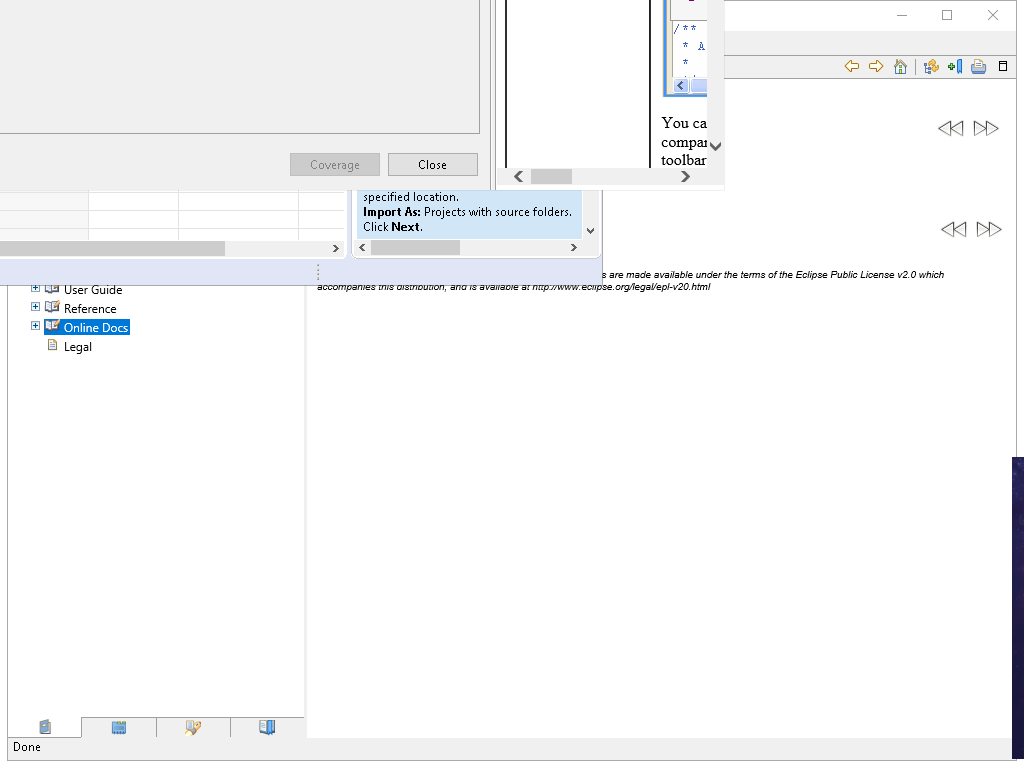 /**
* A
*
You ca
compar
toolbar
Coverage
Close
specified location.
Import As: Projects with source folders.
Click Next.
s are made available under the terms of the Eclipse Public License v2.0 which
accompanies this distribution, and is available at http://www.eclipse.org/legal/epl-v20.html
User Guide
Reference
Online Docs
Legal
Done